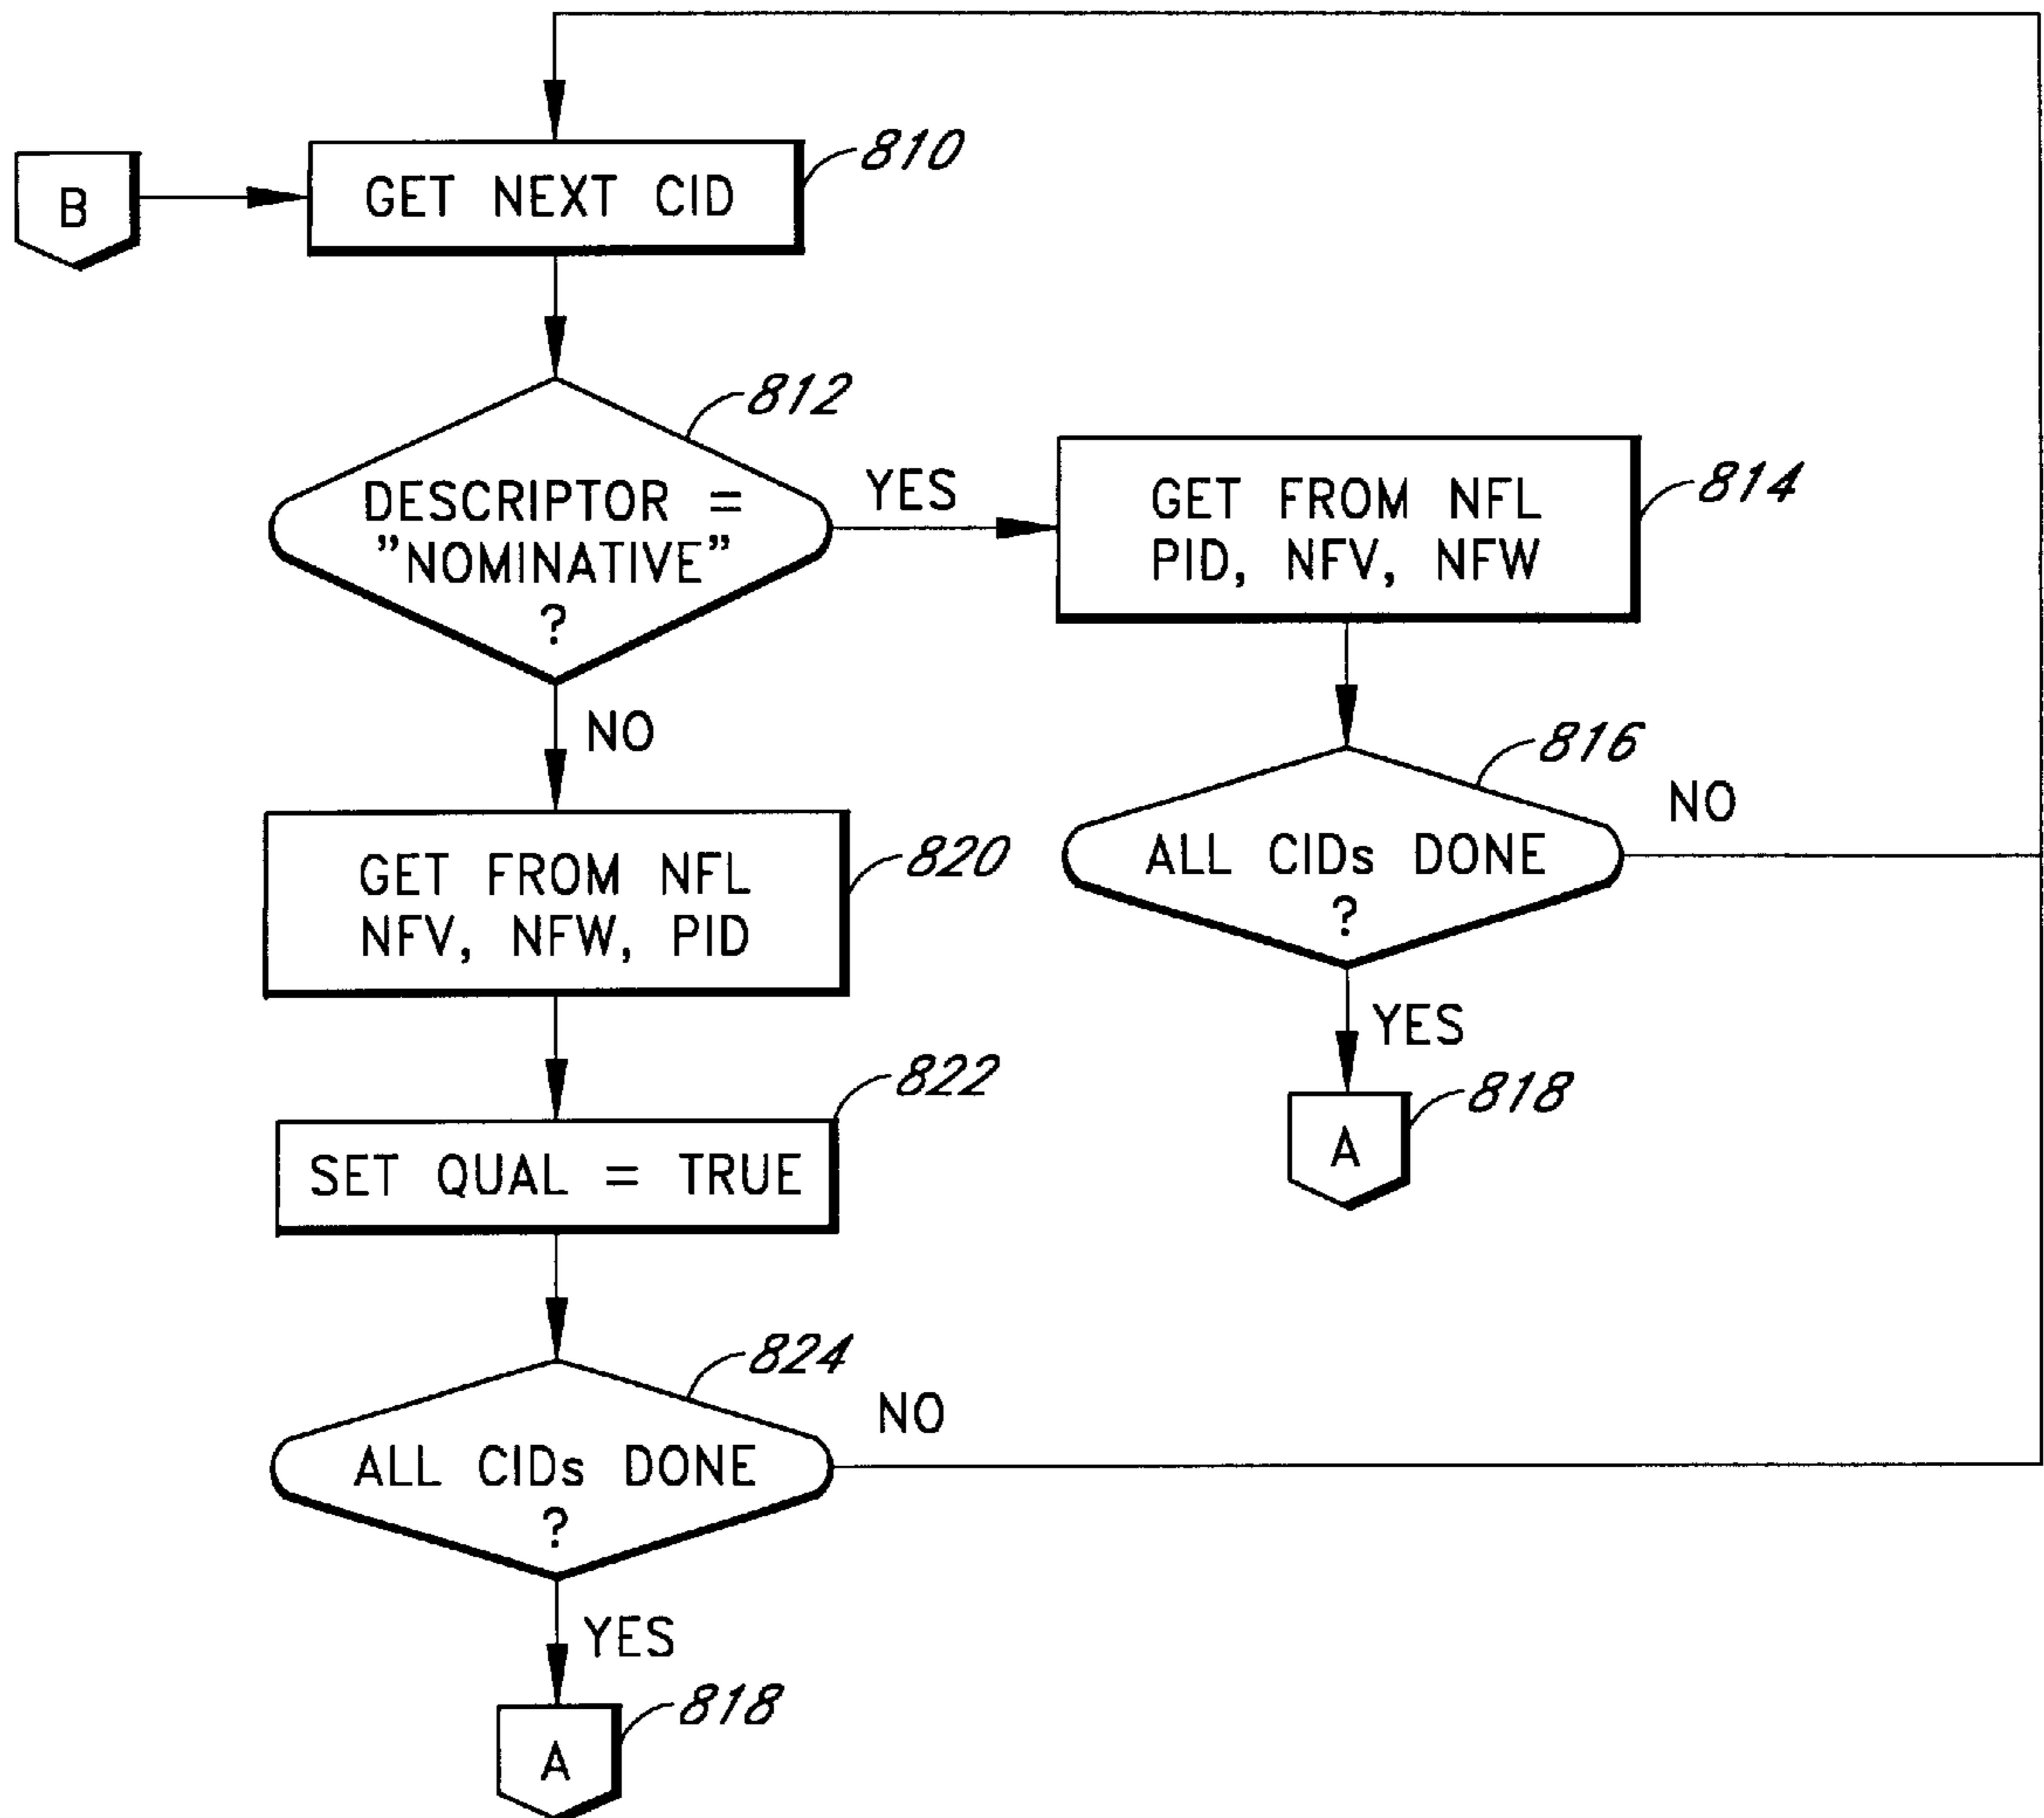 810
B
GET NEXT CID
812
DESCRIPTOR =
"NOMINATIVE"
?
YES
GET FROM NFL
PID, NFV, NFW
814
NO
816
ALL CIDs DONE
?
NO
GET FROM NFL
NFV, NFW, PID
820
YES
A
818
822
SET QUAL = TRUE
824
ALL CIDs DONE
?
NO
YES
A
818